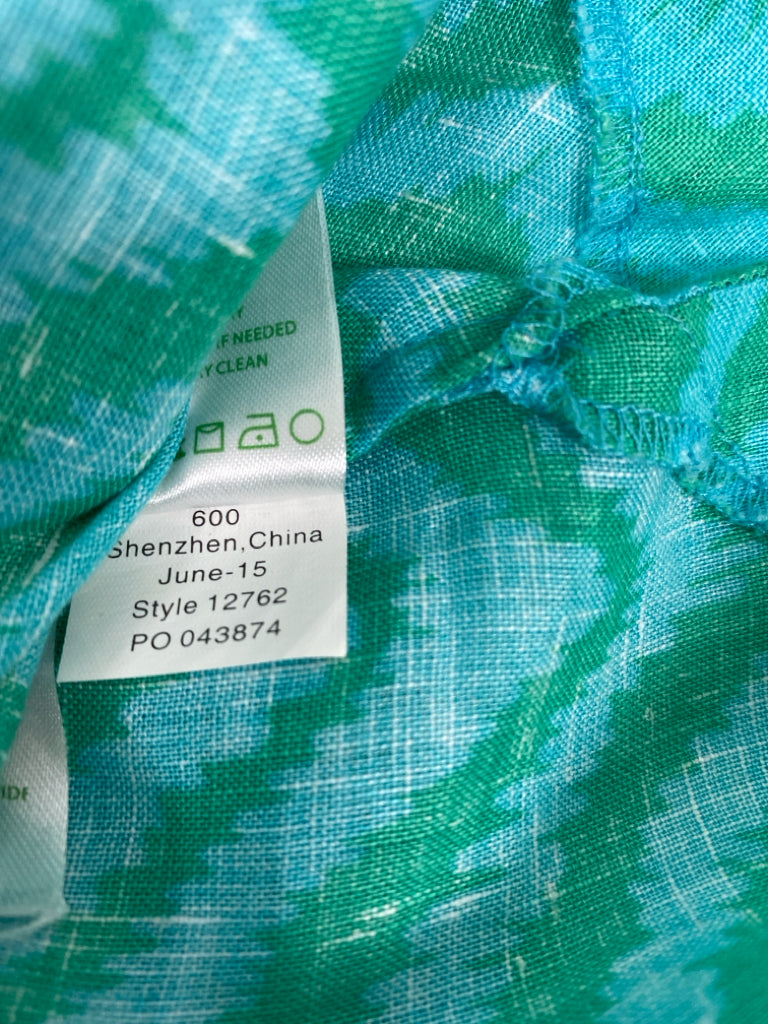 IF NEEDED
CLEAN
600
Shenzhen,China
June-15
Style 12762
PO 043874